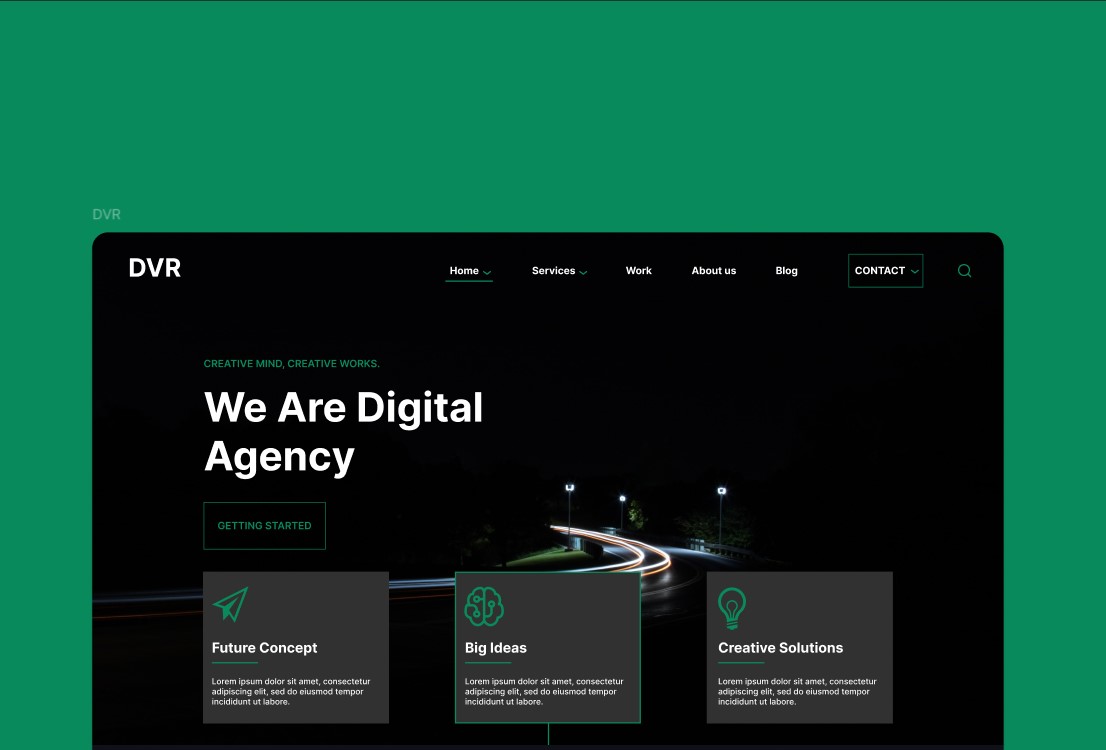 DVR
DVR
Home
Services
Work
About us
Blog
CONTACT
CREATIVE MIND, CREATIVE WORKS.
We Are Digital
Agency
GETTING STARTED
Future Concept
Lorem ipsum dolor sit amet, consectetur
adipiscing elit, sed do eiusmod tempor
incididunt ut labore.
Big Ideas
Lorem ipsum dolor sit amet, consectetur
adipiscing elit, sed do eiusmod tempor
incididunt ut labore.
Creative Solutions
Lorem ipsum dolor sit amet, consectetur
adipiscing elit, sed do eiusmod tempor
incididunt ut labore.